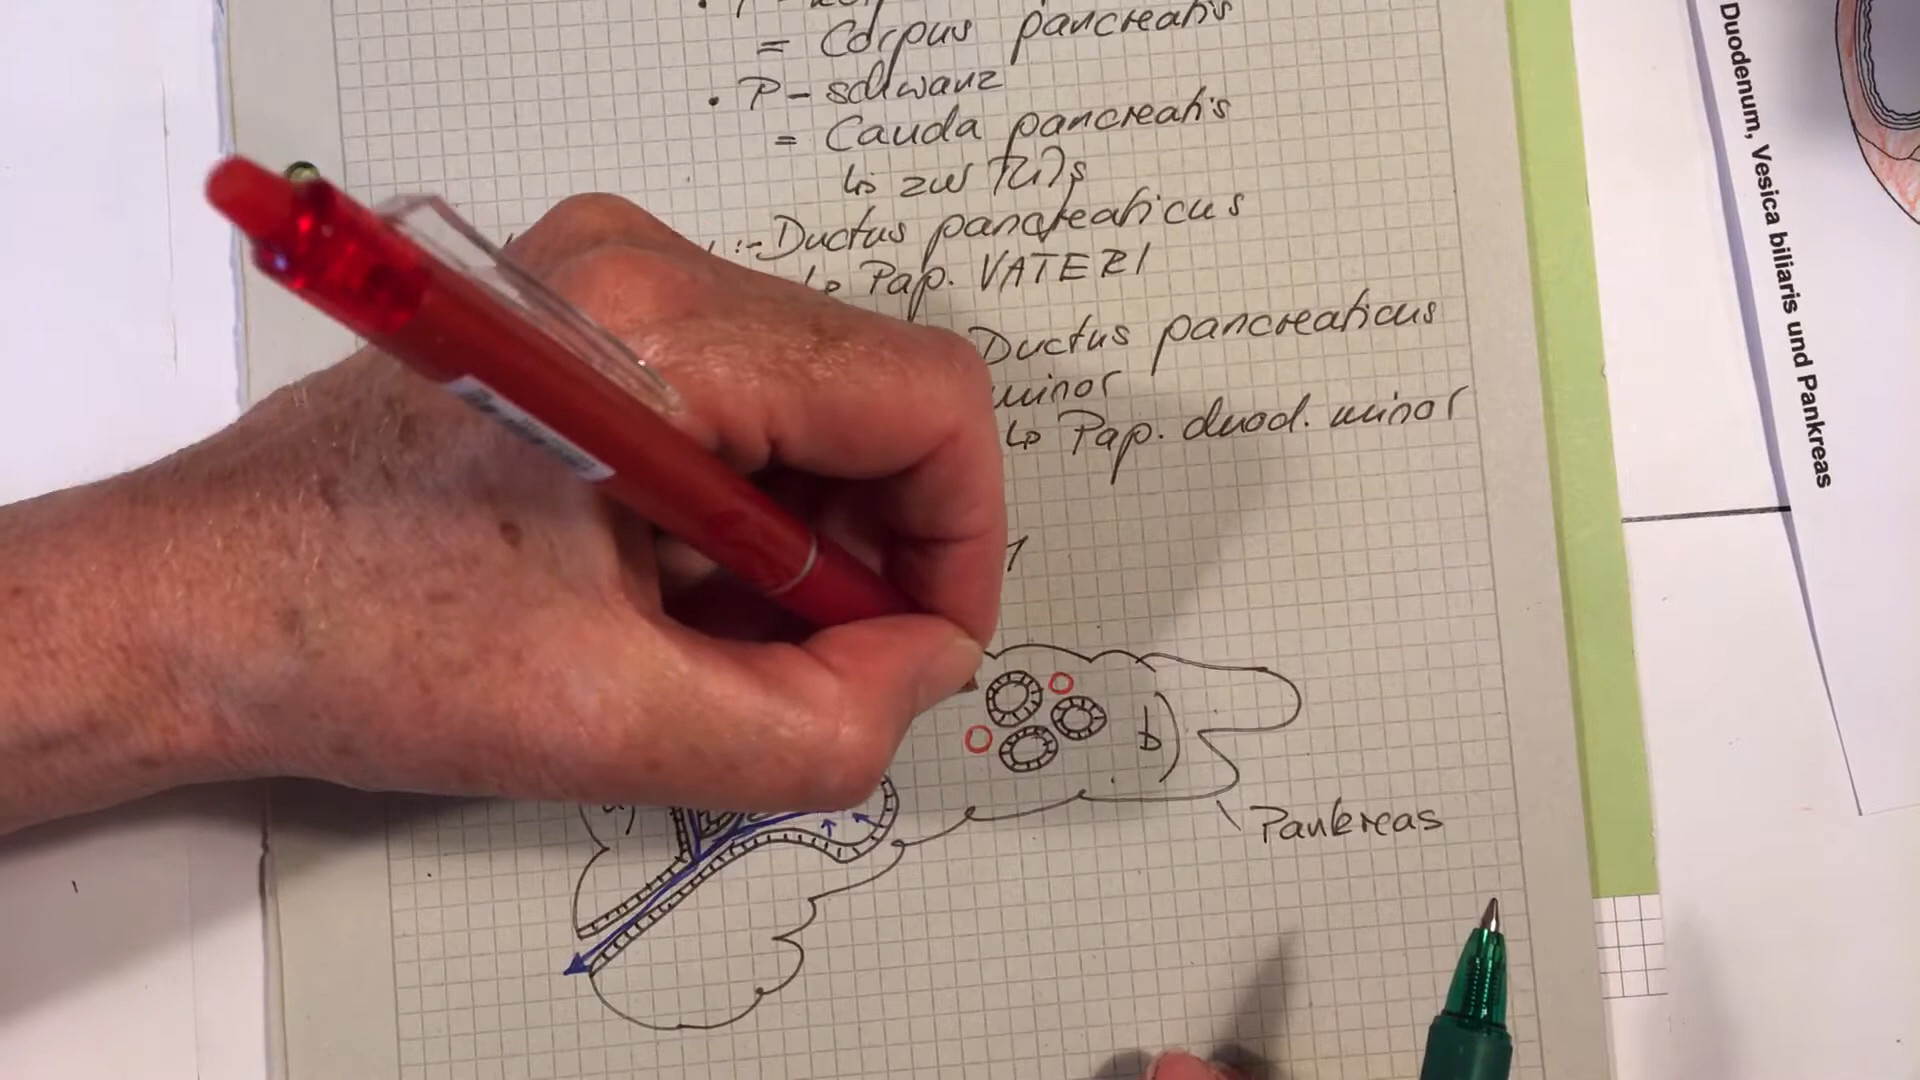 = Corpus pancreatis
• P-schwanz
= Cauda pancreatis
bis zur Milz
:- Ductus pancreaticus
↳ Pap. VATERI
Ductus pancreaticus
minor
↳ Pap. duod. minor
b)
Pankreas
Duodenum, Vesica biliaris und Pankreas